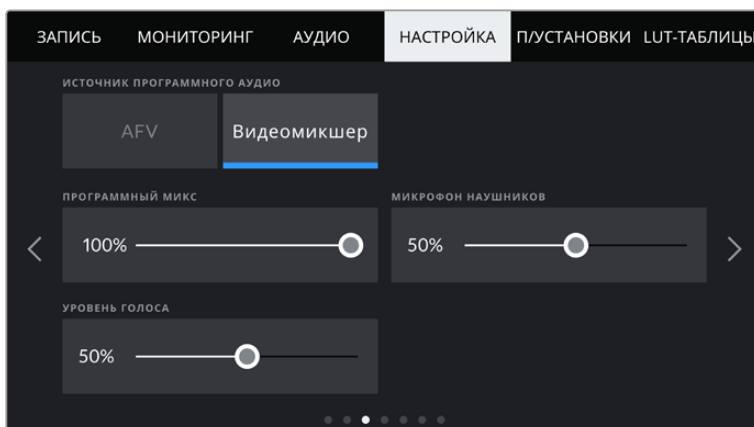 ЗАПИСЬ МОНИТОРИНГ АУДИО НАСТРОЙКА П/УСТАНОВКИ LUT-ТАБЛИЦЫ
ИСТОЧНИК ПРОГРАММНОГО АУДИО
AFV Видеомикшер
ПРОГРАММНЫЙ МИКС МИКРОФОН НАУШНИКОВ
100% 50%
УРОВЕНЬ ГОЛОСА
50%